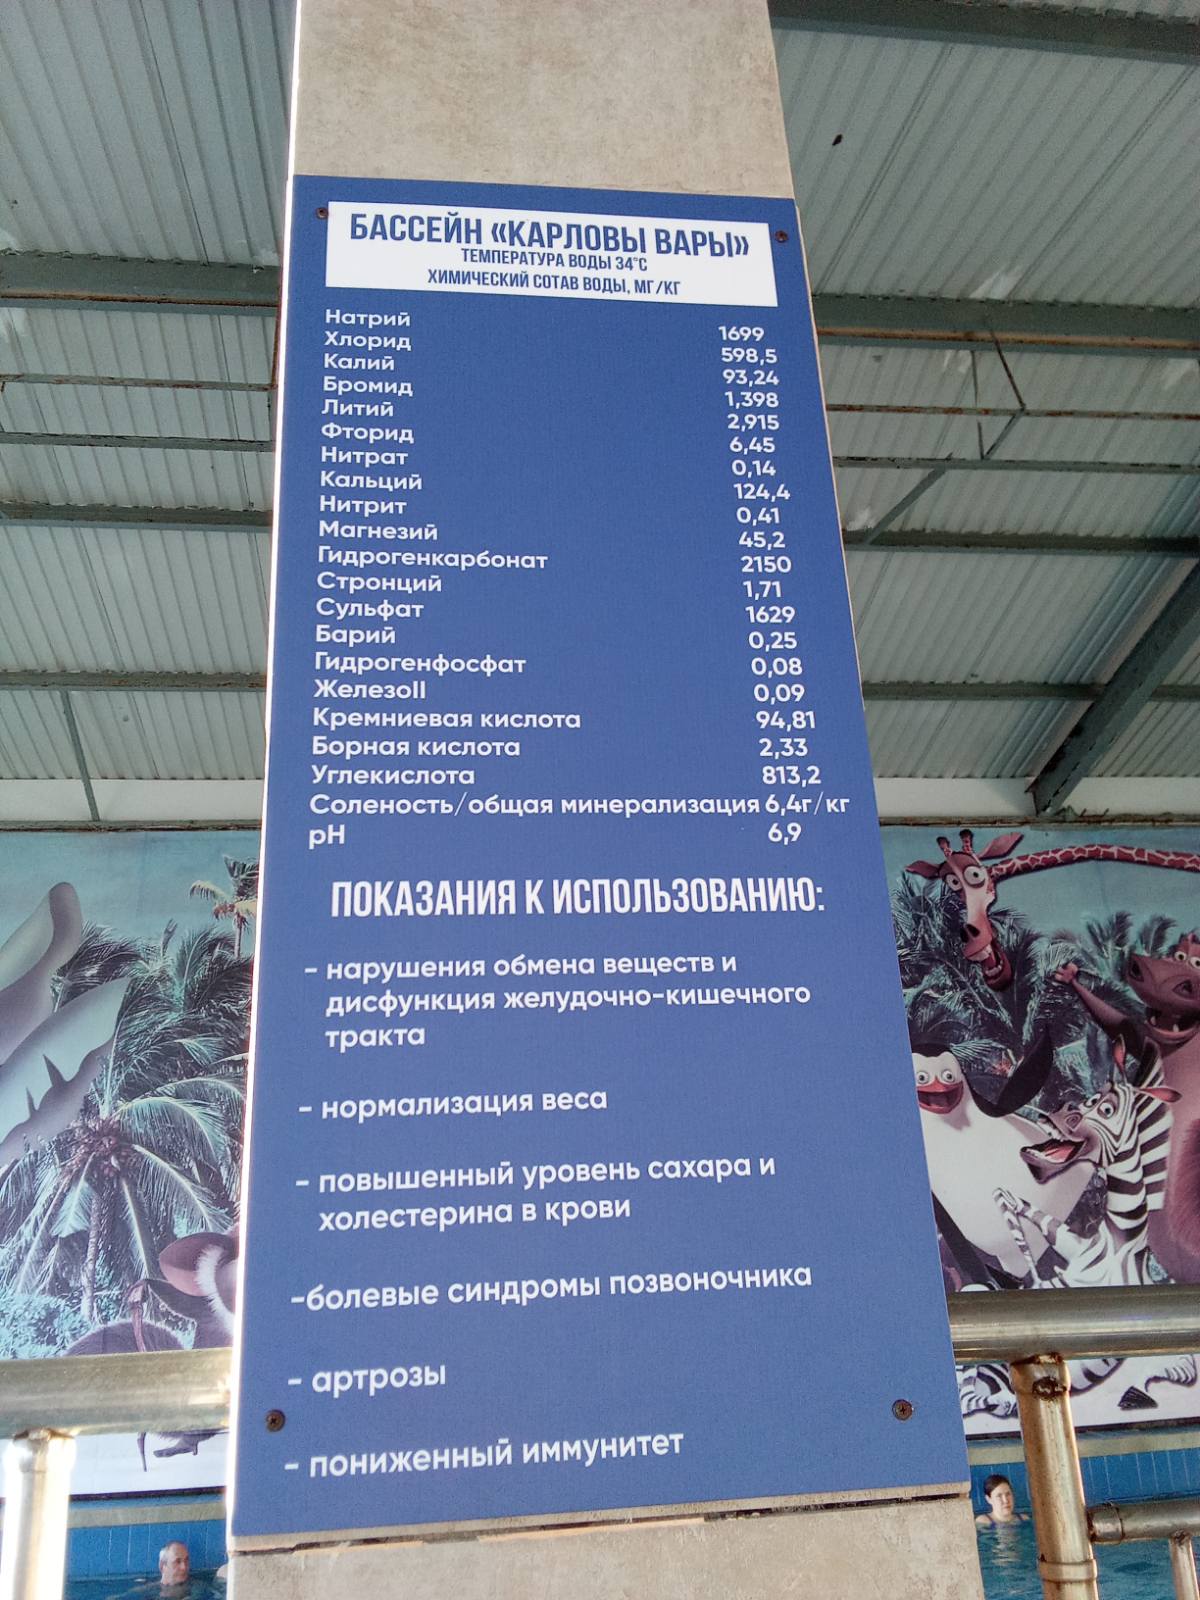 БАССЕЙН «КАРЛОВЫ ВАРЫ»
ТЕМПЕРАТУРА ВОДЫ 34°С
ХИМИЧЕСКИЙ СОТАВ ВОДЫ, МГ/КГ
Натрий 1699
Хлорид 598,5
Калий 93,24
Бромид 1,398
Литий 2,915
Фторид 6,45
Нитрат 0,14
Кальций 124,4
Нитрит 0,41
Магнезий 45,2
Гидрогенкарбонат 2150
Стронций 1,71
Сульфат 1629
Барий 0,25
Гидрогенфосфат 0,08
ЖелезоII 0,09
Кремниевая кислота 94,81
Борная кислота 2,33
Углекислота 813,2
Соленость/общая минерализация 6,4г/кг
pH 6,9
ПОКАЗАНИЯ К ИСПОЛЬЗОВАНИЮ:
- нарушения обмена веществ и
дисфункция желудочно-кишечного
тракта
- нормализация веса
- повышенный уровень сахара и
холестерина в крови
-болевые синдромы позвоночника
- артрозы
- пониженный иммунитет